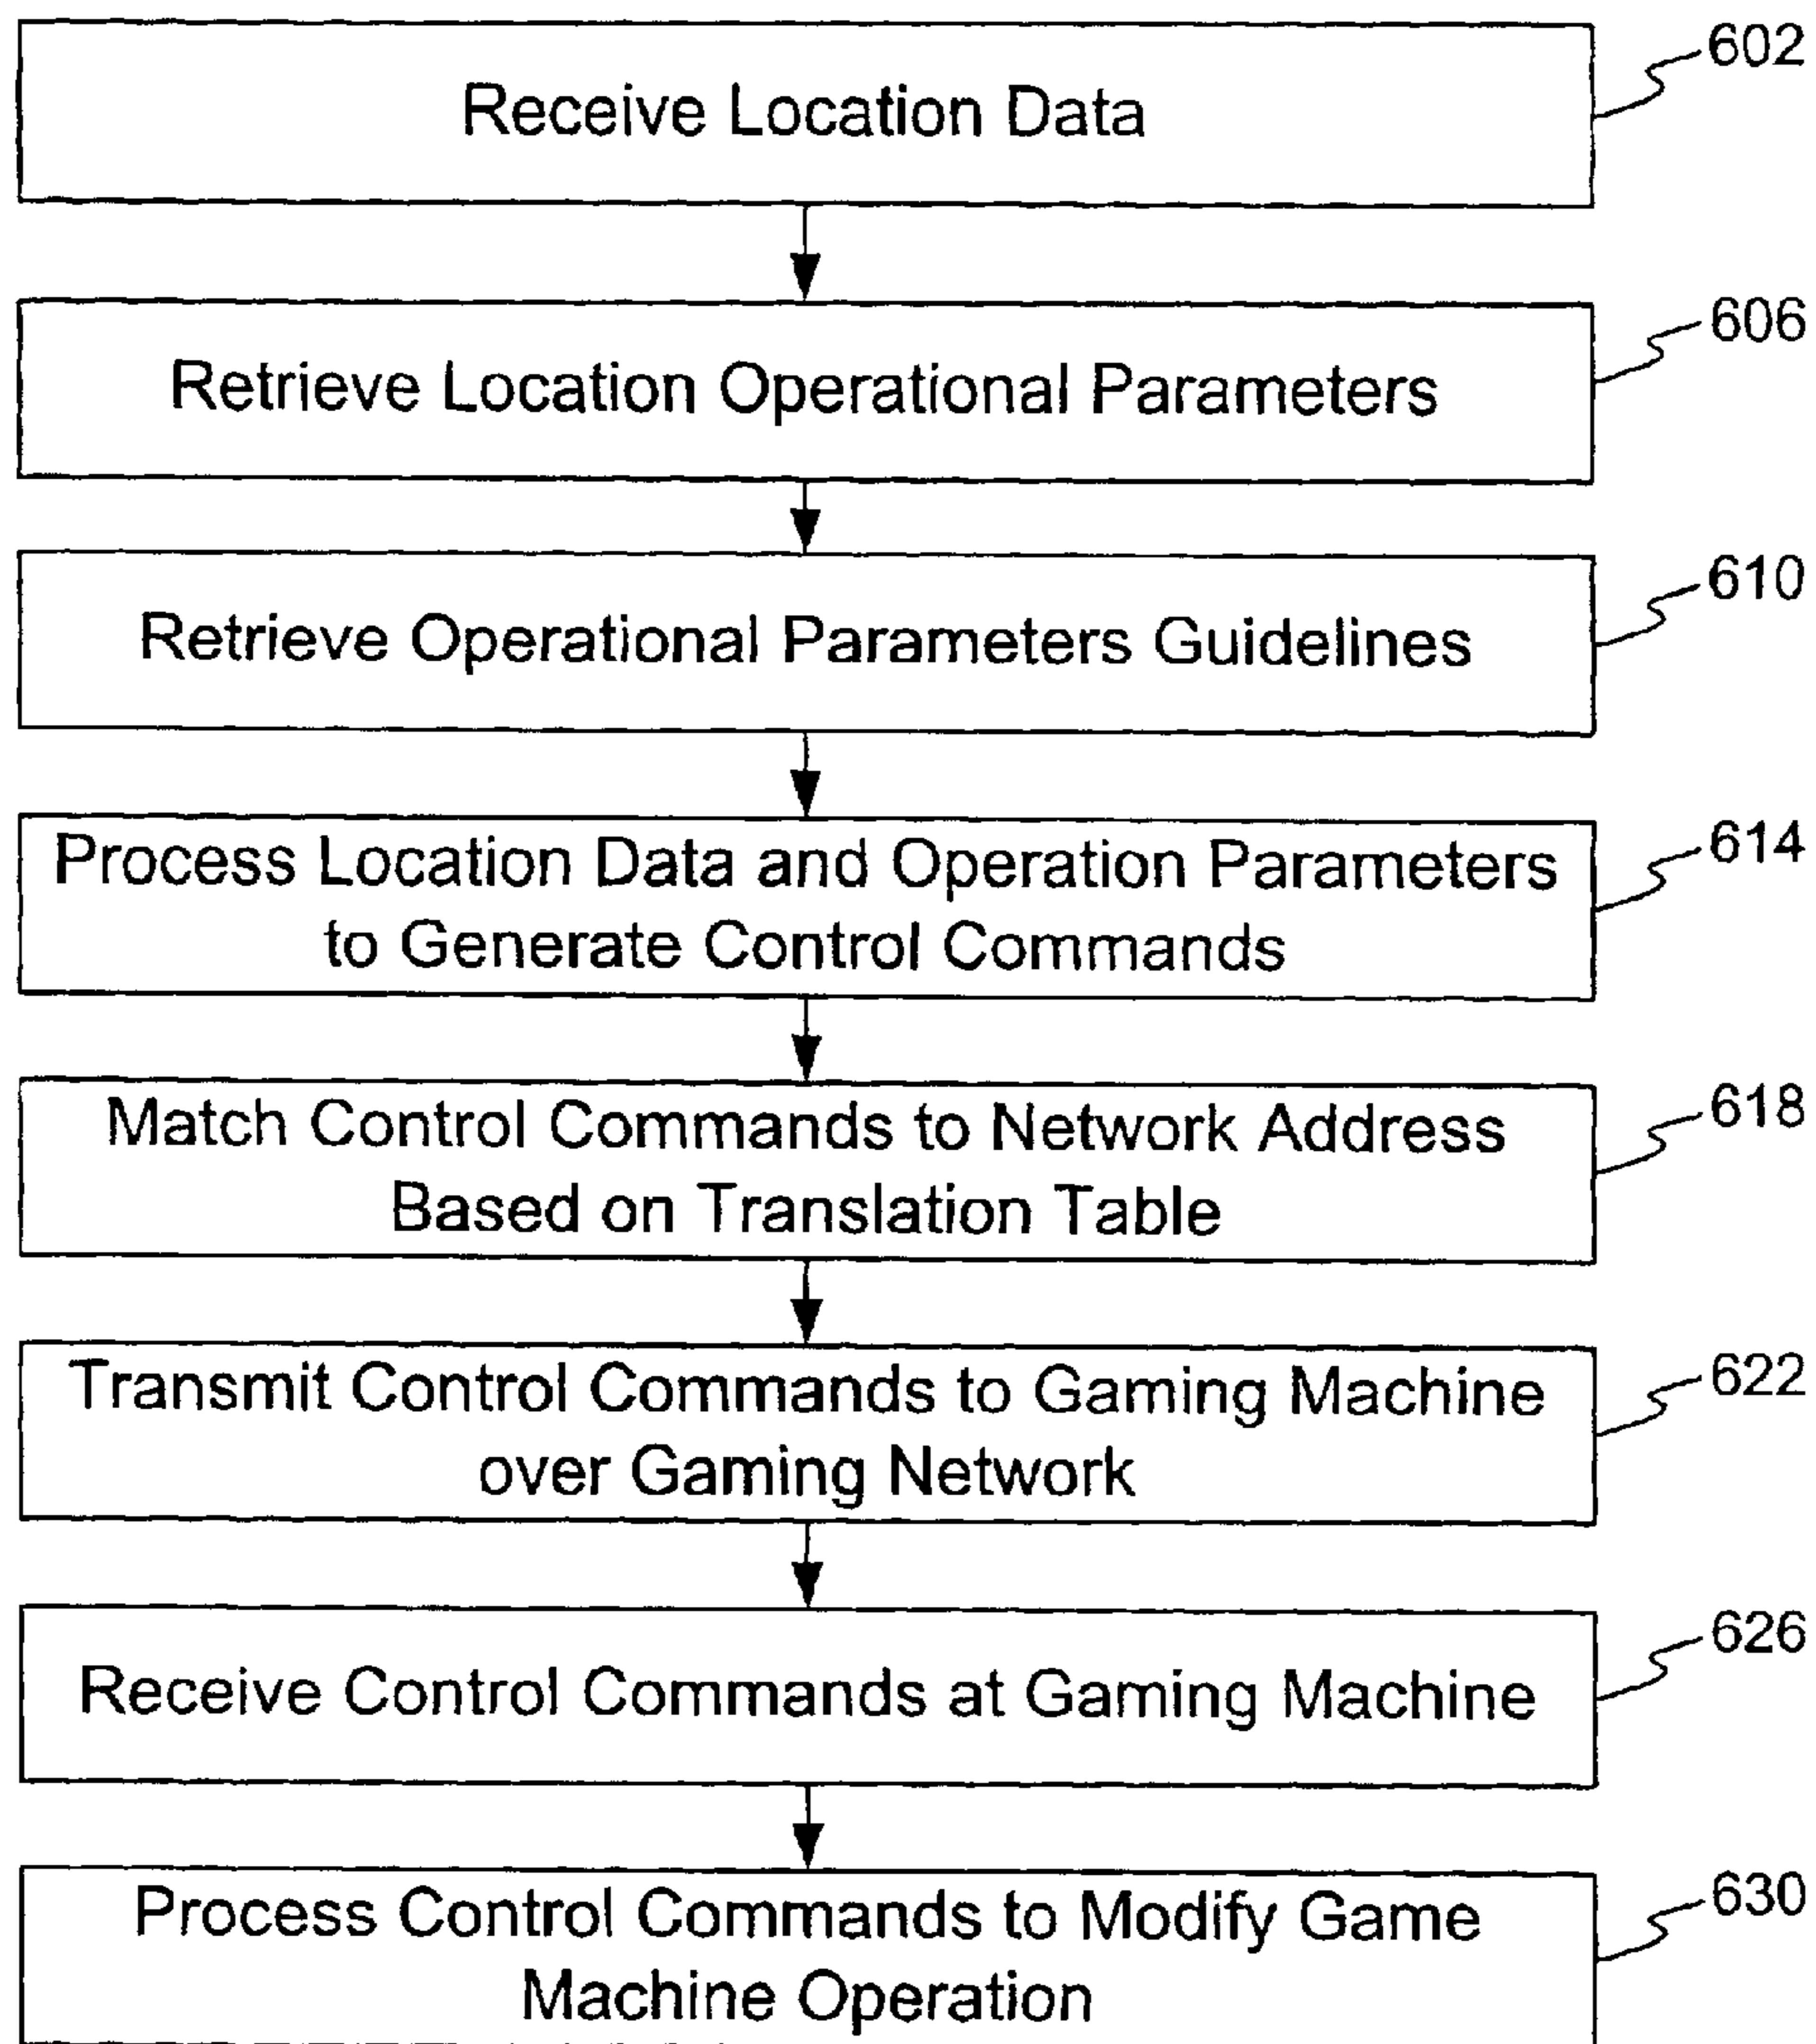 Receive Location Data
602
Retrieve Location Operational Parameters
606
Retrieve Operational Parameters Guidelines
610
Process Location Data and Operation Parameters
to Generate Control Commands
614
Match Control Commands to Network Address
Based on Translation Table
618
Transmit Control Commands to Gaming Machine
over Gaming Network
622
Receive Control Commands at Gaming Machine
626
Process Control Commands to Modify Game
Machine Operation
630